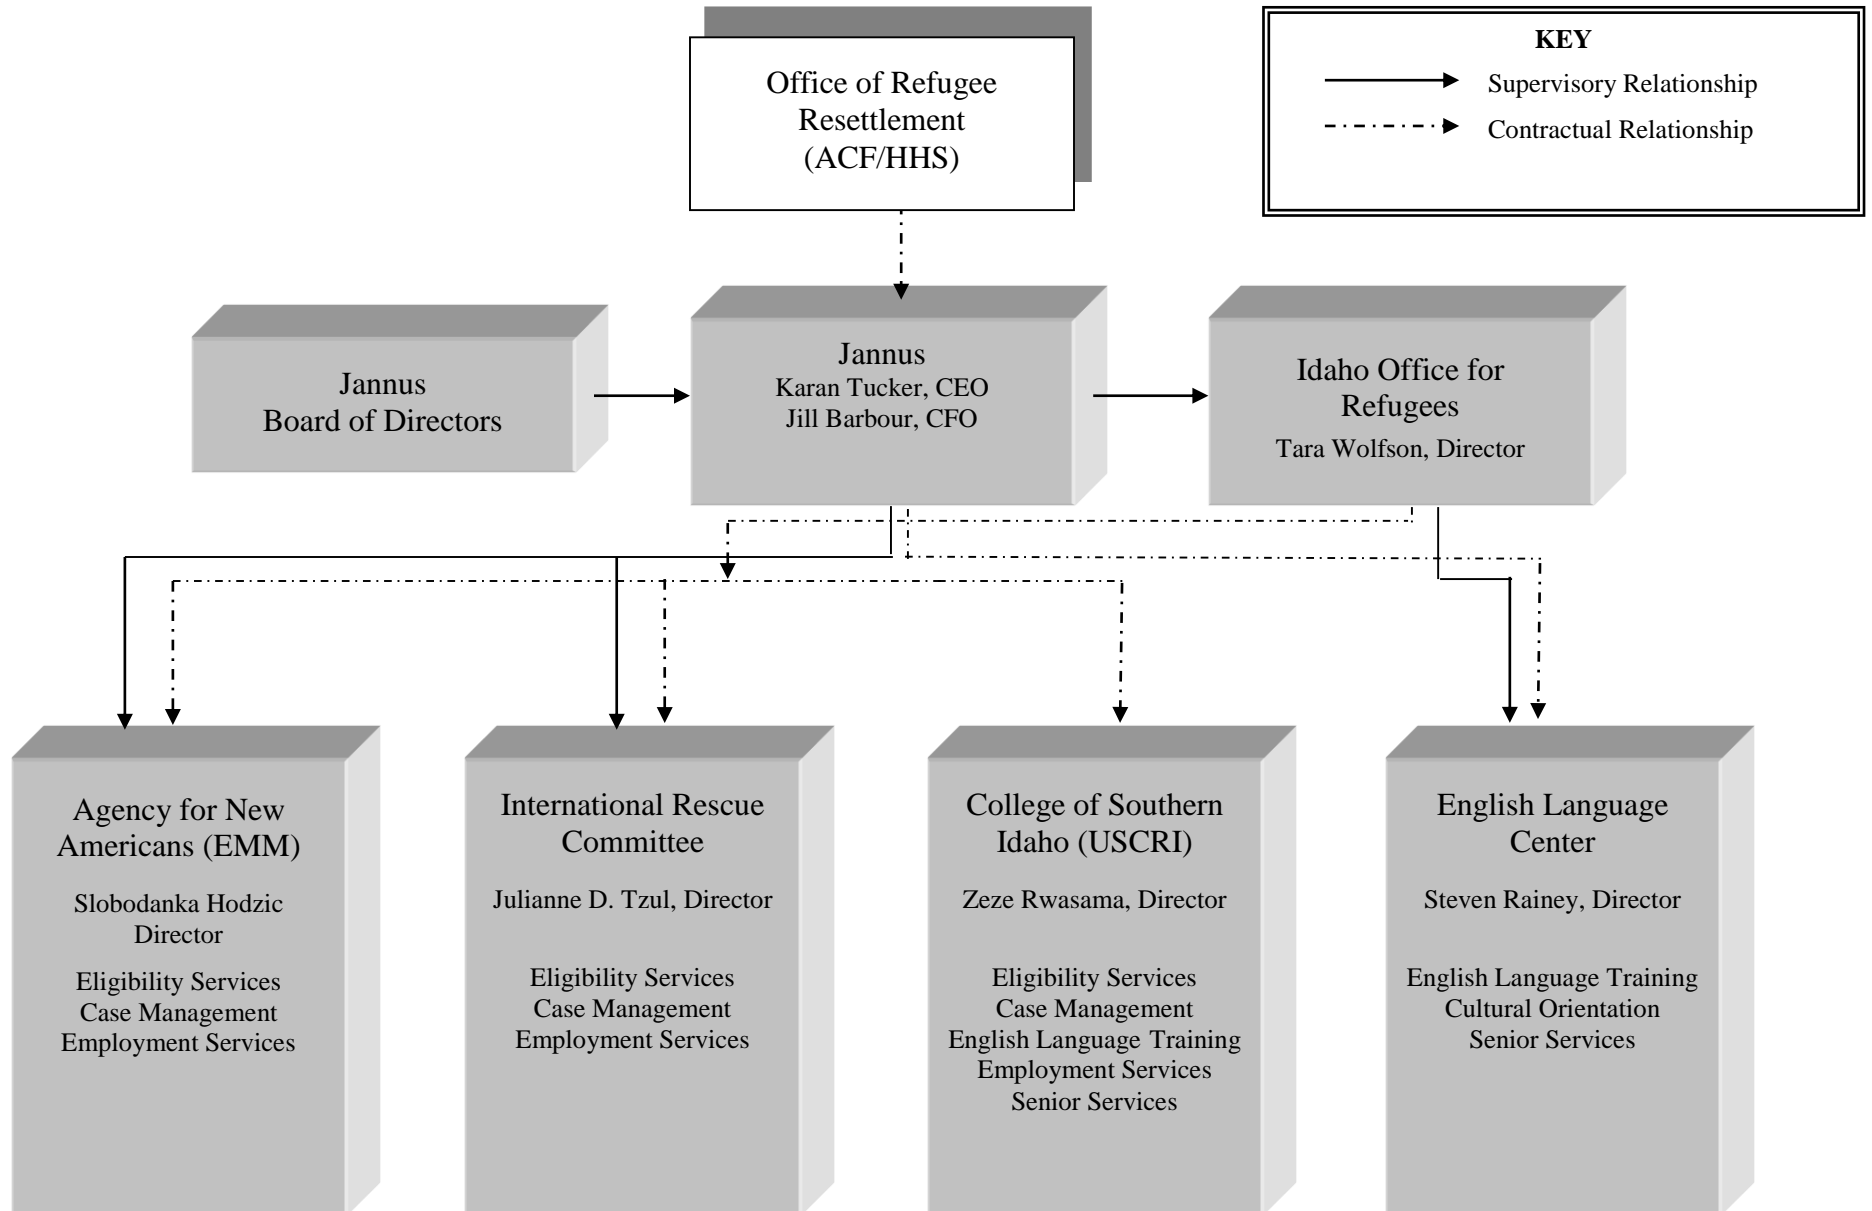 Office of Refugee
Resettlement
(ACF/HHS)
KEY
Supervisory Relationship
Contractual Relationship
Jannus
Board of Directors
Jannus
Karan Tucker, CEO
Jill Barbour, CFO
Idaho Office for
Refugees
Tara Wolfson, Director
Agency for New
Americans (EMM)
Slobodanka Hodzic
Director
Eligibility Services
Case Management
Employment Services
International Rescue
Committee
Julianne D. Tzul, Director
Eligibility Services
Case Management
Employment Services
College of Southern
Idaho (USCRI)
Zeze Rwasama, Director
Eligibility Services
Case Management
English Language Training
Employment Services
Senior Services
English Language
Center
Steven Rainey, Director
English Language Training
Cultural Orientation
Senior Services